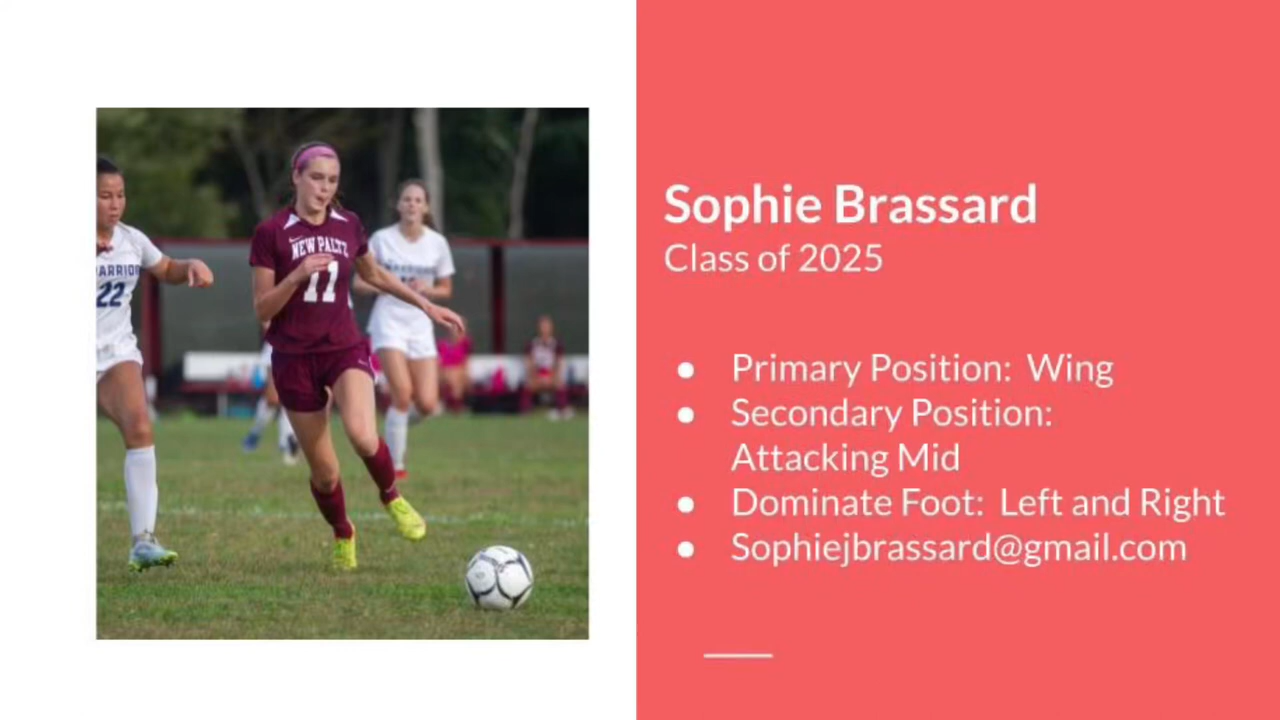 Sophie Brassard
Class of 2025
● Primary Position: Wing
● Secondary Position:
Attacking Mid
● Dominate Foot: Left and Right
● Sophiejbrassard@gmail.com
NEW PALTZ
11
WARRIORS
22